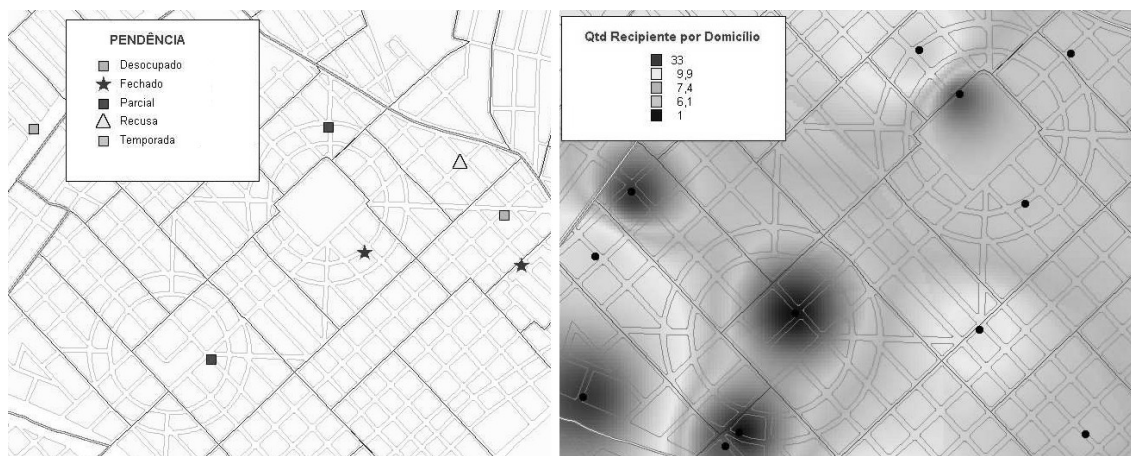 PENDÊNCIA
Desocupado
Fechado
Parcial
Recusa
Temporada
Qtd Recipiente por Domicílio
33
9,9
7,4
6,1
1